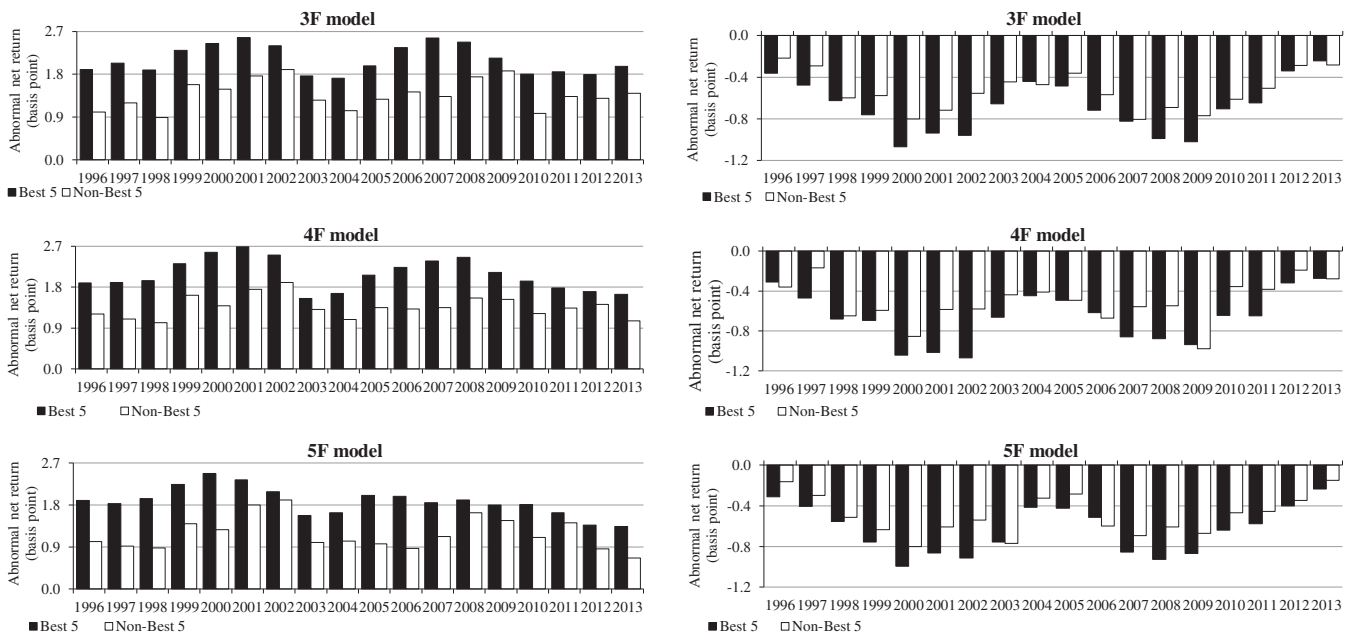 3F model
Abnormal net return
(basis point)
2.7
1.8
0.9
0.0
1996 1997 1998 1999 2000 2001 2002 2003 2004 2005 2006 2007 2008 2009 2010 2011 2012 2013
Best 5 Non-Best 5
3F model
Abnormal net return
(basis point)
0.0
-0.4
-0.8
-1.2
1996 1997 1998 1999 2000 2001 2002 2003 2004 2005 2006 2007 2008 2009 2010 2011 2012 2013
Best 5 Non-Best 5
4F model
Abnormal net return
(basis point)
2.7
1.8
0.9
0.0
1996 1997 1998 1999 2000 2001 2002 2003 2004 2005 2006 2007 2008 2009 2010 2011 2012 2013
Best 5 Non-Best 5
4F model
Abnormal net return
(basis point)
0.0
-0.4
-0.8
-1.2
1996 1997 1998 1999 2000 2001 2002 2003 2004 2005 2006 2007 2008 2009 2010 2011 2012 2013
Best 5 Non-Best 5
5F model
Abnormal net return
(basis point)
2.7
1.8
0.9
0.0
1996 1997 1998 1999 2000 2001 2002 2003 2004 2005 2006 2007 2008 2009 2010 2011 2012 2013
Best 5 Non-Best 5
5F model
Abnormal net return
(basis point)
0.0
-0.4
-0.8
-1.2
1996 1997 1998 1999 2000 2001 2002 2003 2004 2005 2006 2007 2008 2009 2010 2011 2012 2013
Best 5 Non-Best 5